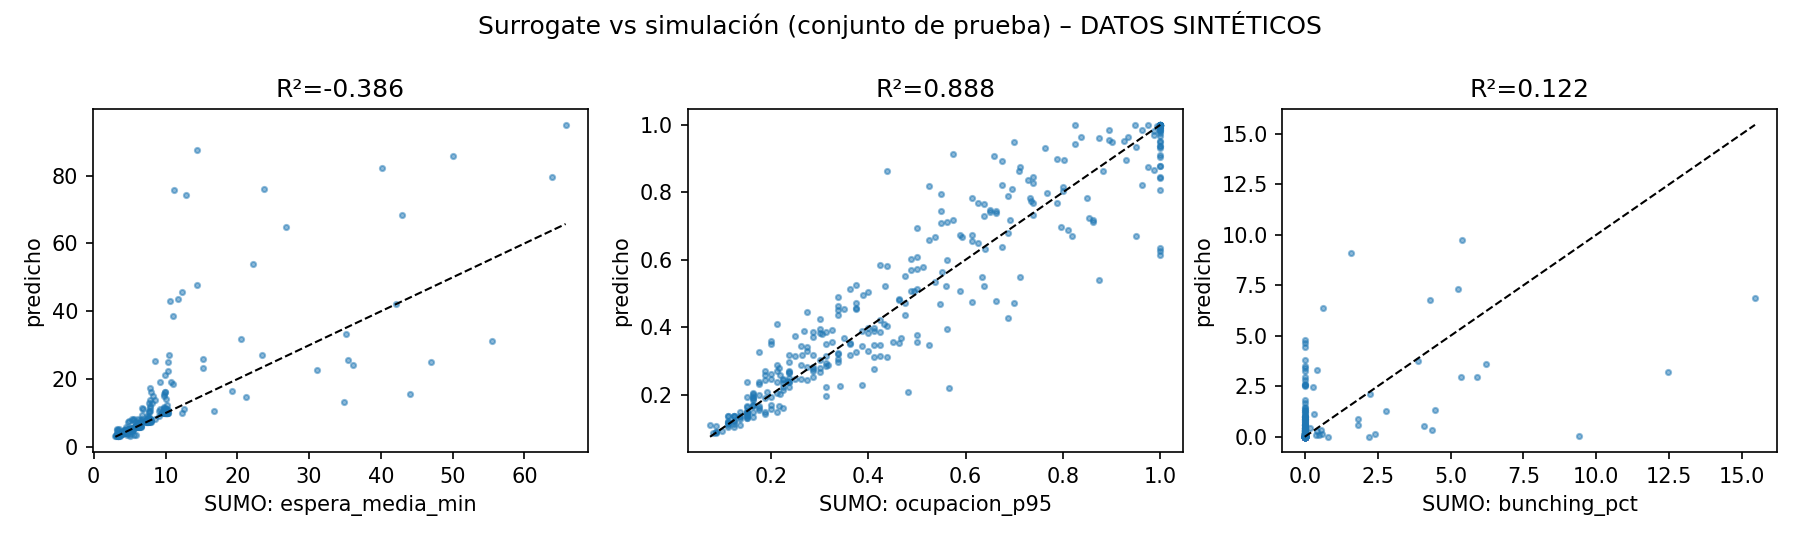 Surrogate vs simulación (conjunto de prueba) – DATOS SINTÉTICOS
R²=-0.386
predicho
80
60
40
20
0
0 10 20 30 40 50 60
SUMO: espera_media_min
R²=0.888
predicho
1.0
0.8
0.6
0.4
0.2
0.2 0.4 0.6 0.8 1.0
SUMO: ocupacion_p95
R²=0.122
predicho
15.0
12.5
10.0
7.5
5.0
2.5
0.0
0.0 2.5 5.0 7.5 10.0 12.5 15.0
SUMO: bunching_pct